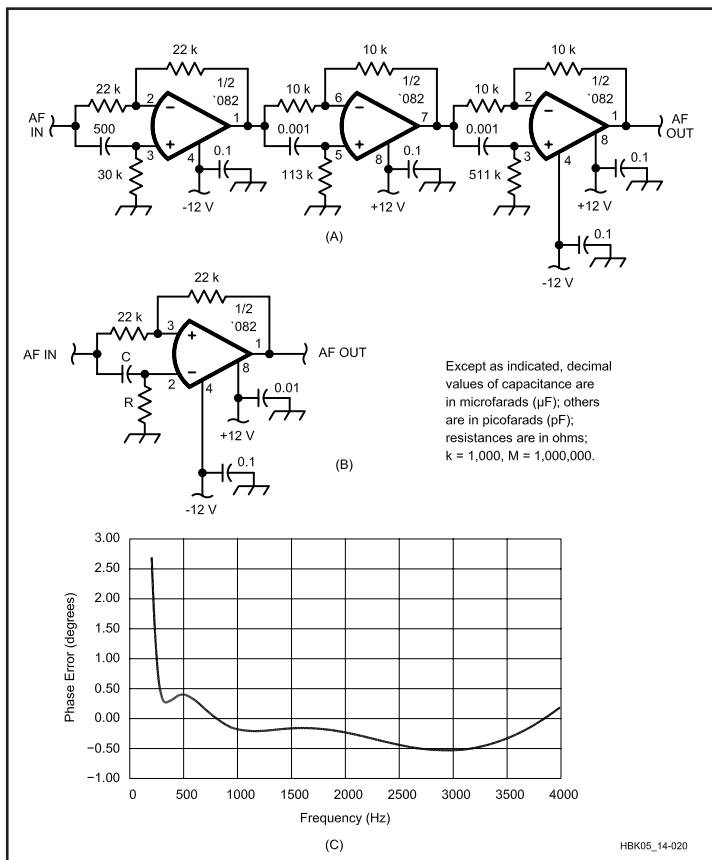 22 k
10 k
10 k
22 k
1/2
`082
10 k
1/2
`082
10 k
1/2
`082
AF
IN
500
30 k
2
3
1
4
−
+
0.1
-12 V
0.001
113 k
6
5
7
8
−
+
0.1
+12 V
0.001
511 k
2
3
1
8
4
−
+
0.1
+12 V
0.1
-12 V
AF
OUT
(A)
22 k
22 k
1/2
`082
AF IN
C
R
3
2
1
8
4
+
−
AF OUT
0.01
+12 V
0.1
-12 V
(B)
Except as indicated, decimal
values of capacitance are
in microfarads (µF); others
are in picofarads (pF);
resistances are in ohms;
k = 1,000, M = 1,000,000.
3.00
2.50
2.00
1.50
1.00
0.50
0.00
−0.50
−1.00
Phase Error (degrees)
0 500 1000 1500 2000 2500 3000 3500 4000
Frequency (Hz)
(C)
HBK05_14-020